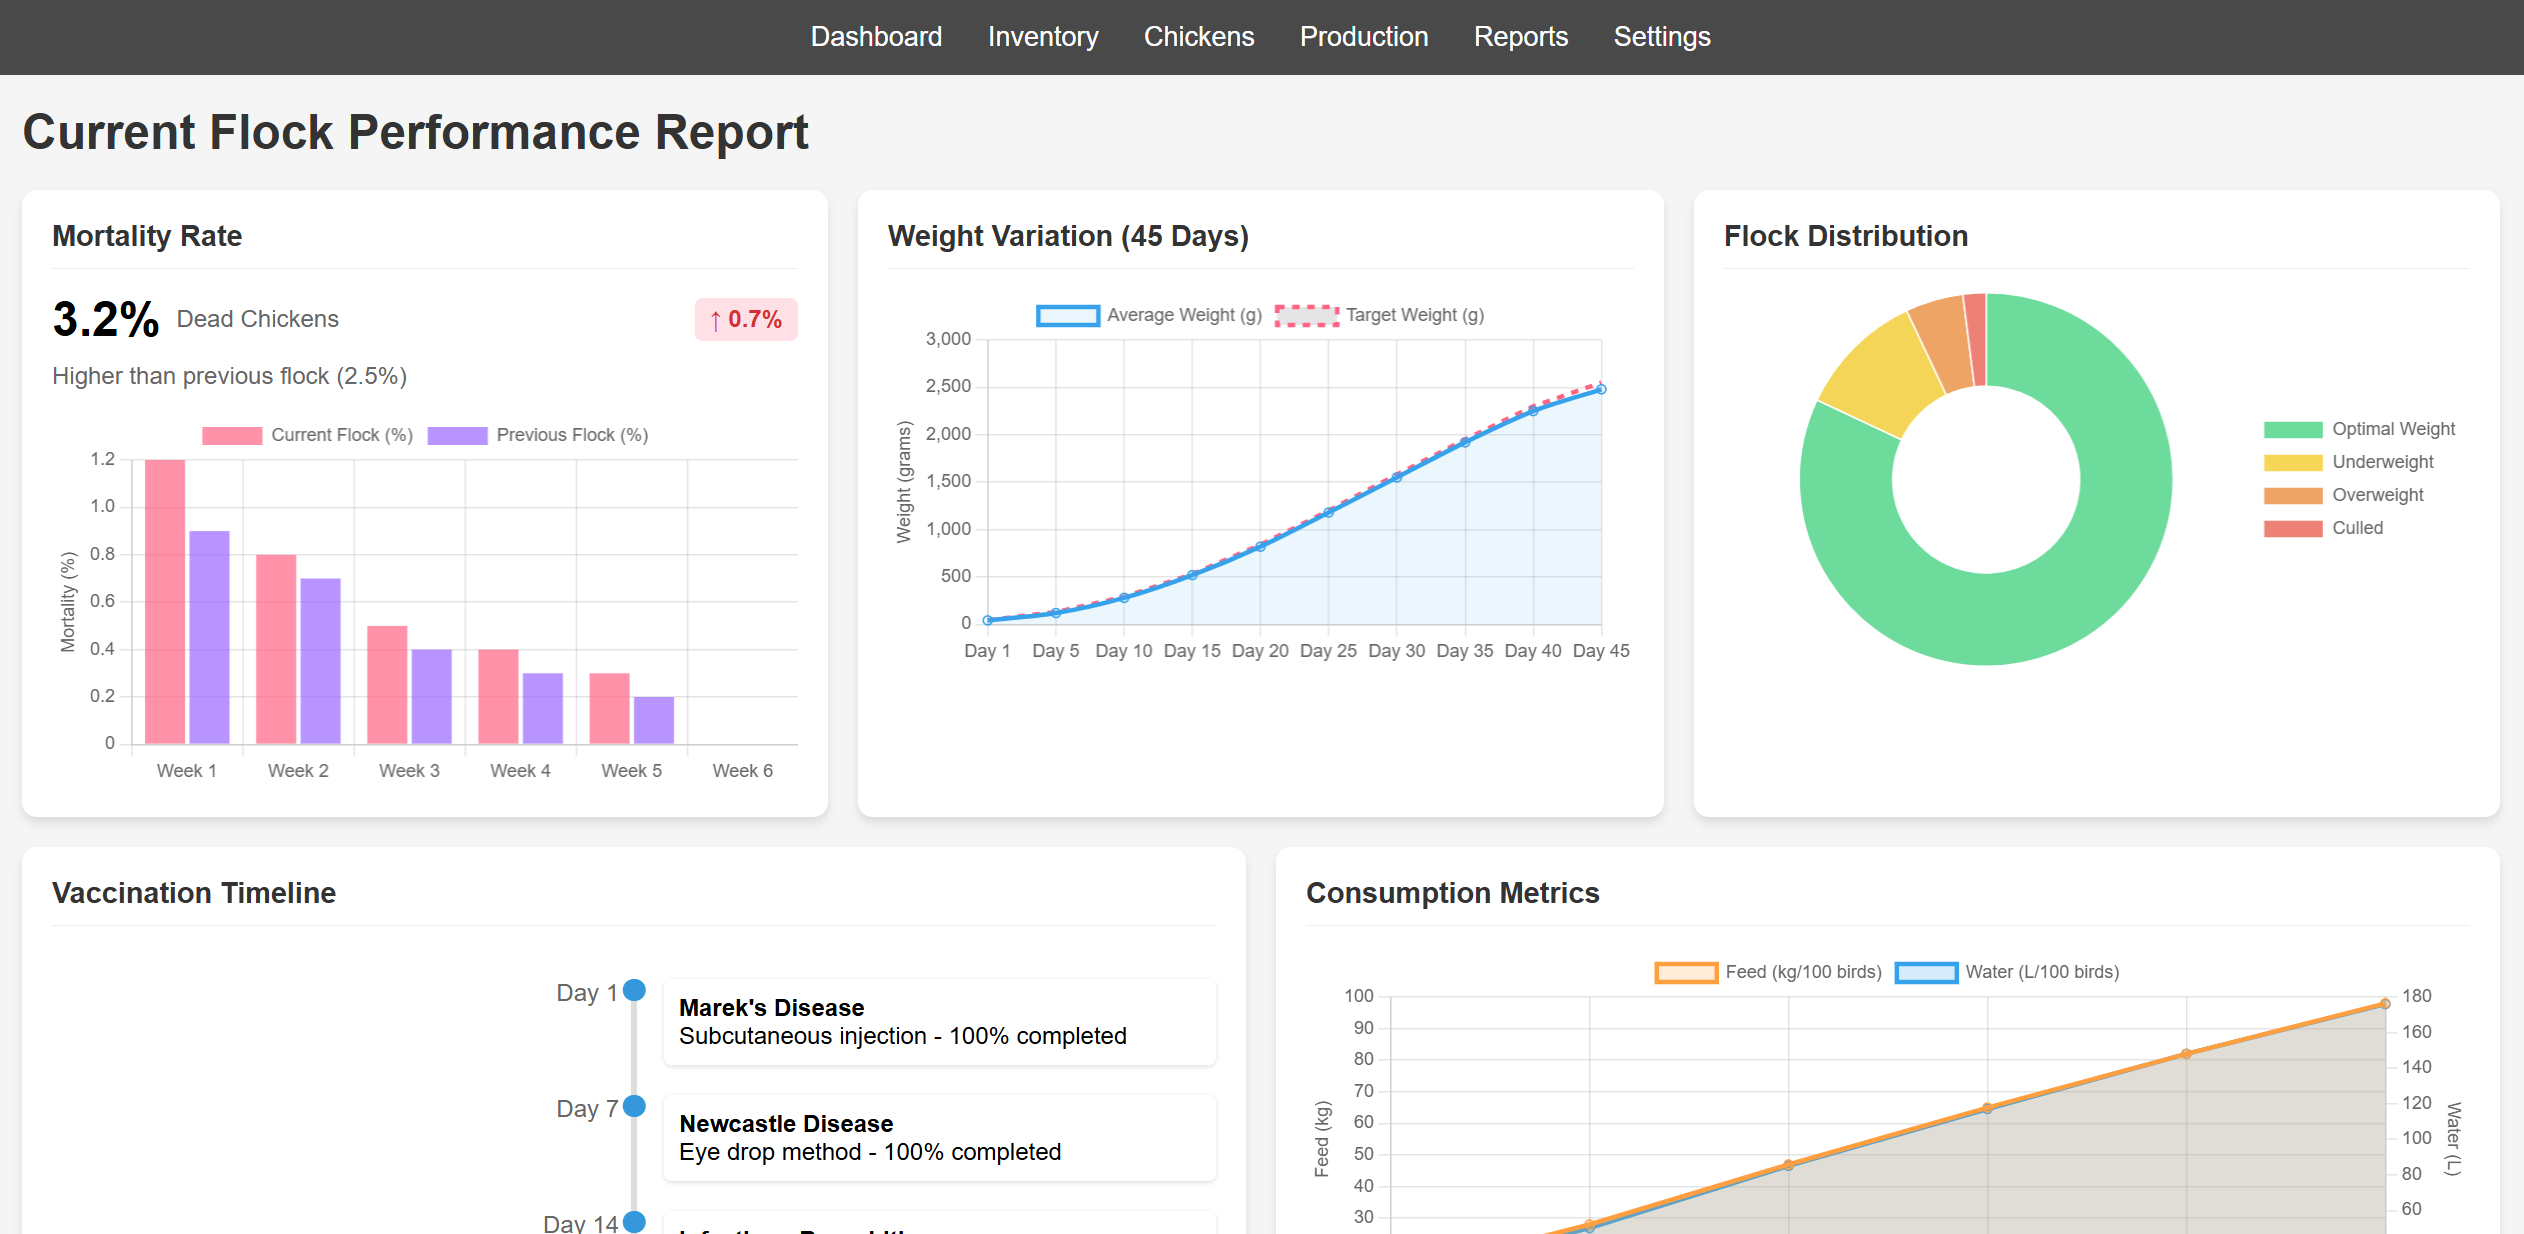 Dashboard Inventory Chickens Production Reports Settings
Current Flock Performance Report
Mortality Rate
3.2% Dead Chickens ↑ 0.7%
Higher than previous flock (2.5%)
Current Flock (%) Previous Flock (%)
1.2
1.0
0.8
0.6
0.4
0.2
0
Mortality (%)
Week 1 Week 2 Week 3 Week 4 Week 5 Week 6
Weight Variation (45 Days)
Average Weight (g) Target Weight (g)
3,000
2,500
2,000
1,500
1,000
500
0
Weight (grams)
Day 1 Day 5 Day 10 Day 15 Day 20 Day 25 Day 30 Day 35 Day 40 Day 45
Flock Distribution
Optimal Weight
Underweight
Overweight
Culled
Vaccination Timeline
Day 1
Marek's Disease
Subcutaneous injection - 100% completed
Day 7
Newcastle Disease
Eye drop method - 100% completed
Day 14
Consumption Metrics
Feed (kg/100 birds) Water (L/100 birds)
100
90
80
70
60
50
40
30
Feed (kg)
180
160
140
120
100
80
60
Water (L)